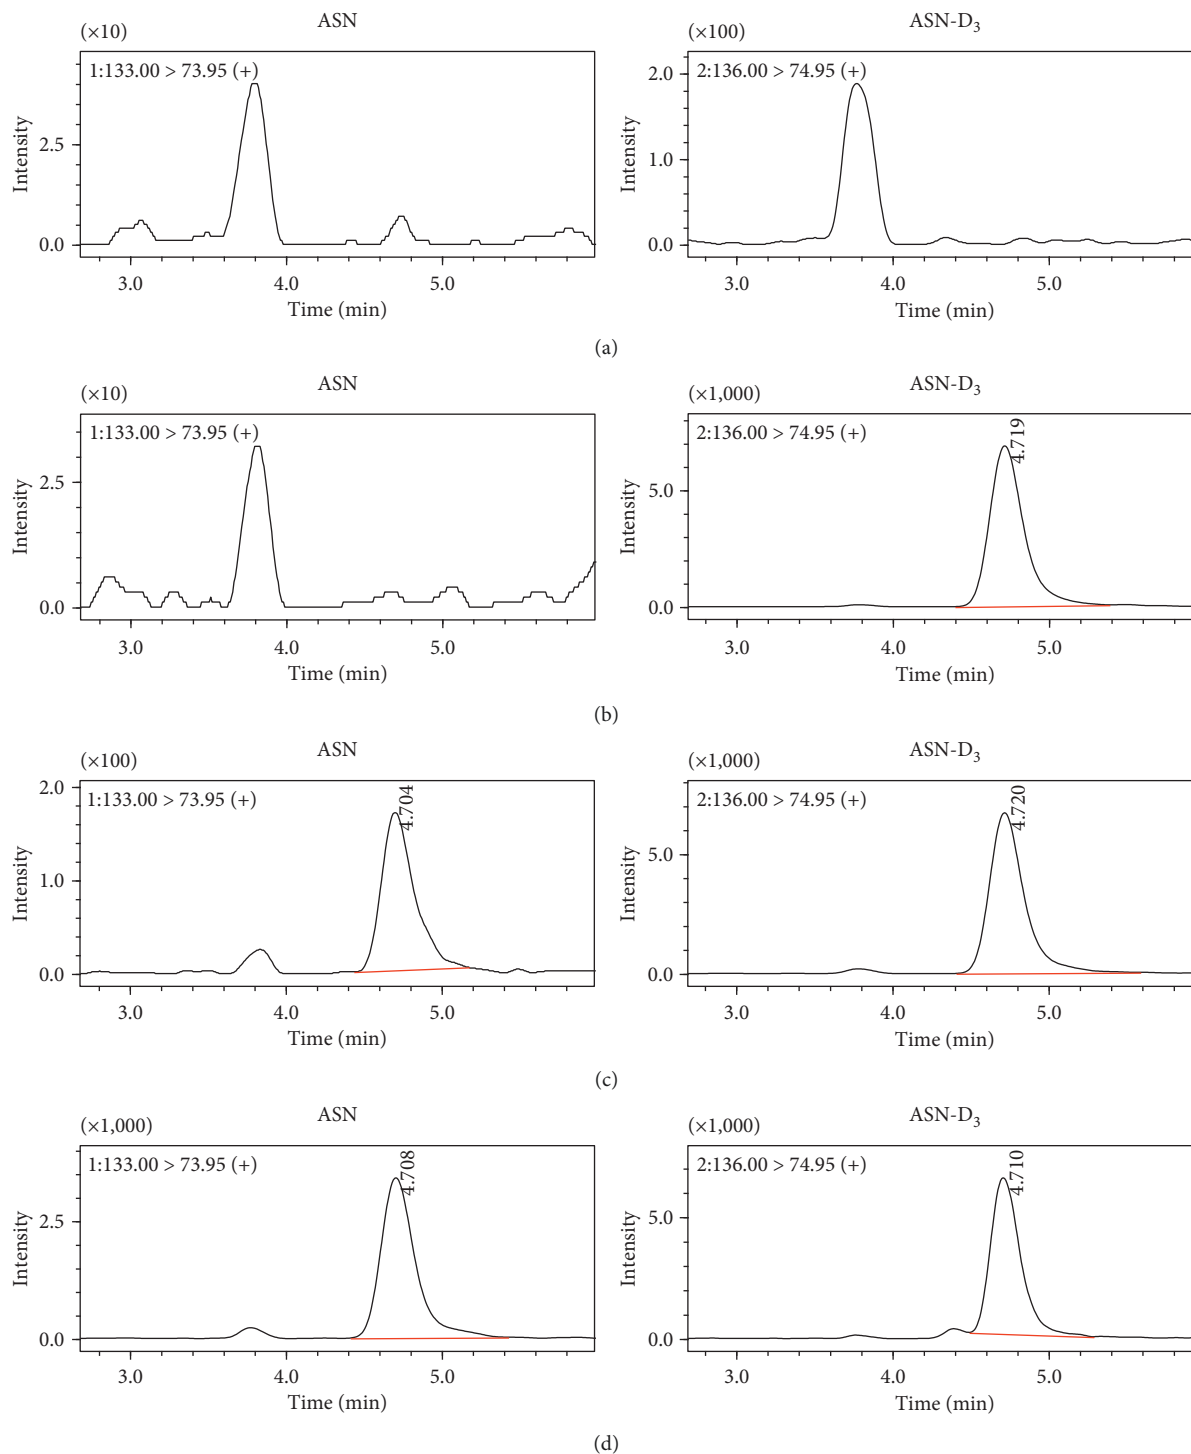 ASN
(×10)
1:133.00 > 73.95 (+)
2.5
0.0
Intensity
3.0 4.0 5.0
Time (min)
ASN-D3
(×100)
2:136.00 > 74.95 (+)
2.0
1.0
0.0
Intensity
3.0 4.0 5.0
Time (min)
(a)
ASN
(×10)
1:133.00 > 73.95 (+)
2.5
0.0
Intensity
3.0 4.0 5.0
Time (min)
ASN-D3
(×1,000)
2:136.00 > 74.95 (+)
4.719
5.0
0.0
Intensity
3.0 4.0 5.0
Time (min)
(b)
ASN
(×100)
1:133.00 > 73.95 (+)
4.704
2.0
1.0
0.0
Intensity
3.0 4.0 5.0
Time (min)
ASN-D3
(×1,000)
2:136.00 > 74.95 (+)
4.720
5.0
0.0
Intensity
3.0 4.0 5.0
Time (min)
(c)
ASN
(×1,000)
1:133.00 > 73.95 (+)
4.708
2.5
0.0
Intensity
3.0 4.0 5.0
Time (min)
ASN-D3
(×1,000)
2:136.00 > 74.95 (+)
4.710
5.0
0.0
Intensity
3.0 4.0 5.0
Time (min)
(d)